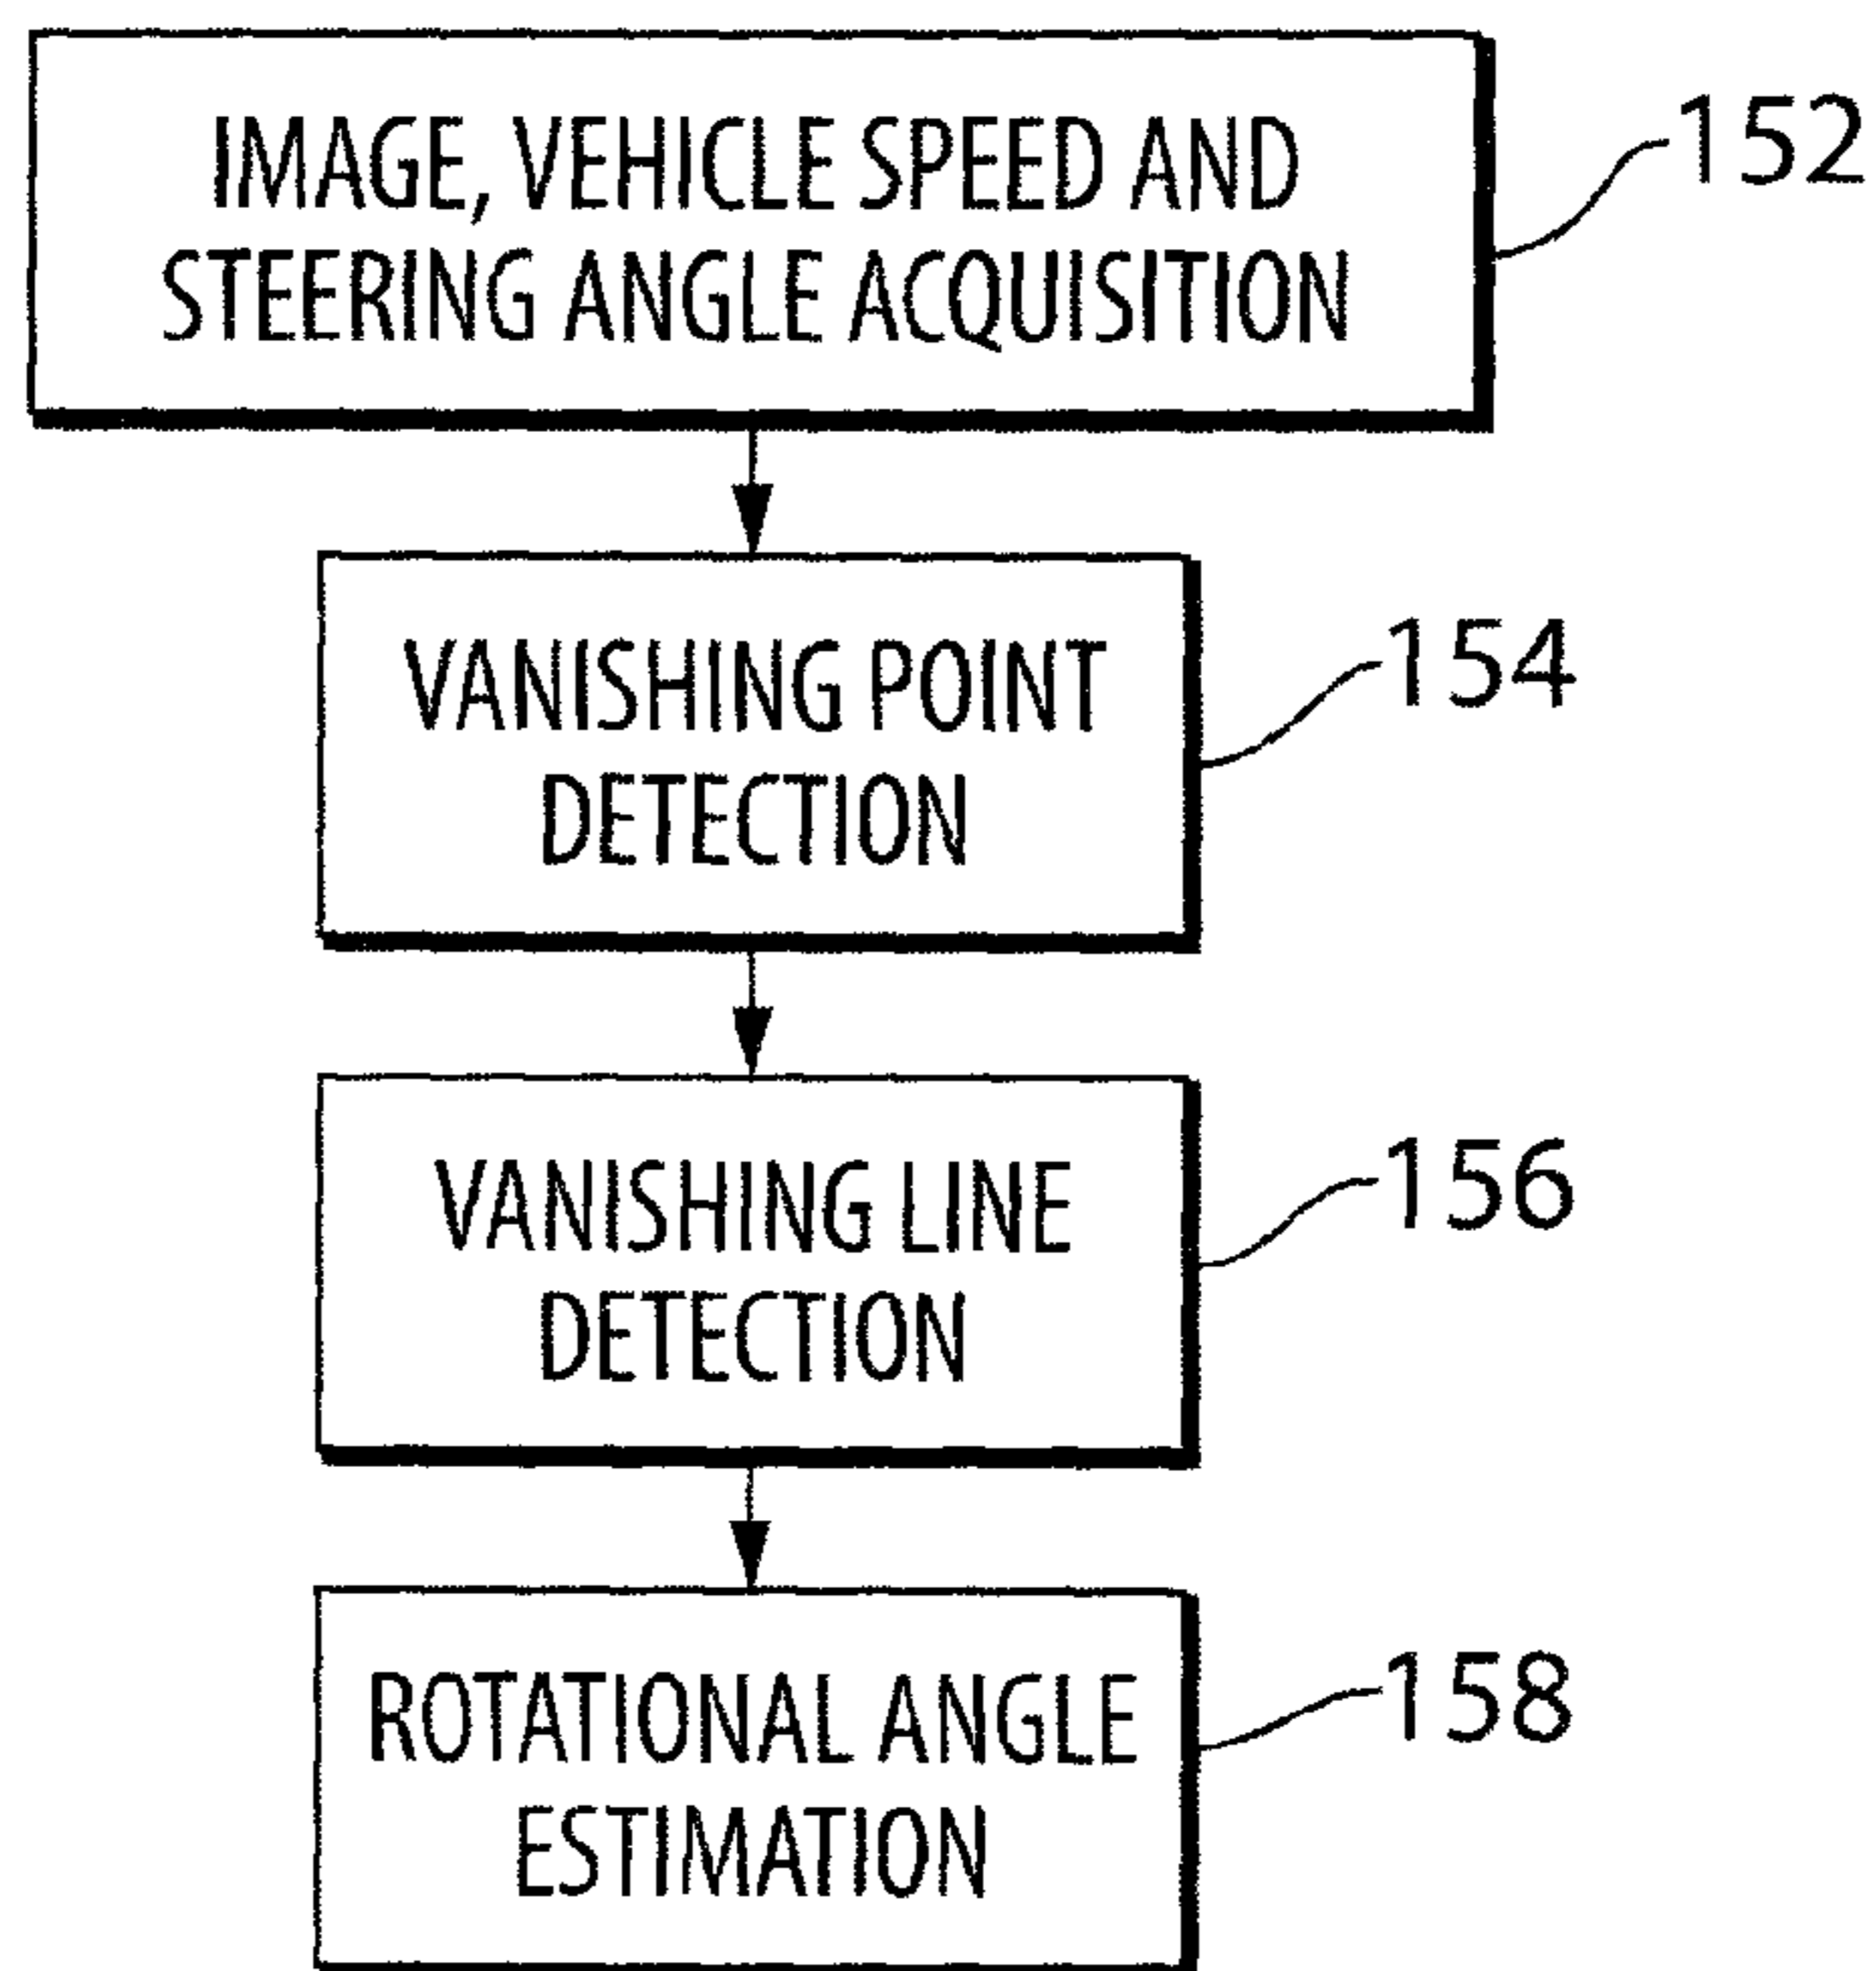 IMAGE, VEHICLE SPEED AND
STEERING ANGLE ACQUISITION
152
VANISHING POINT
DETECTION
154
VANISHING LINE
DETECTION
156
ROTATIONAL ANGLE
ESTIMATION
158